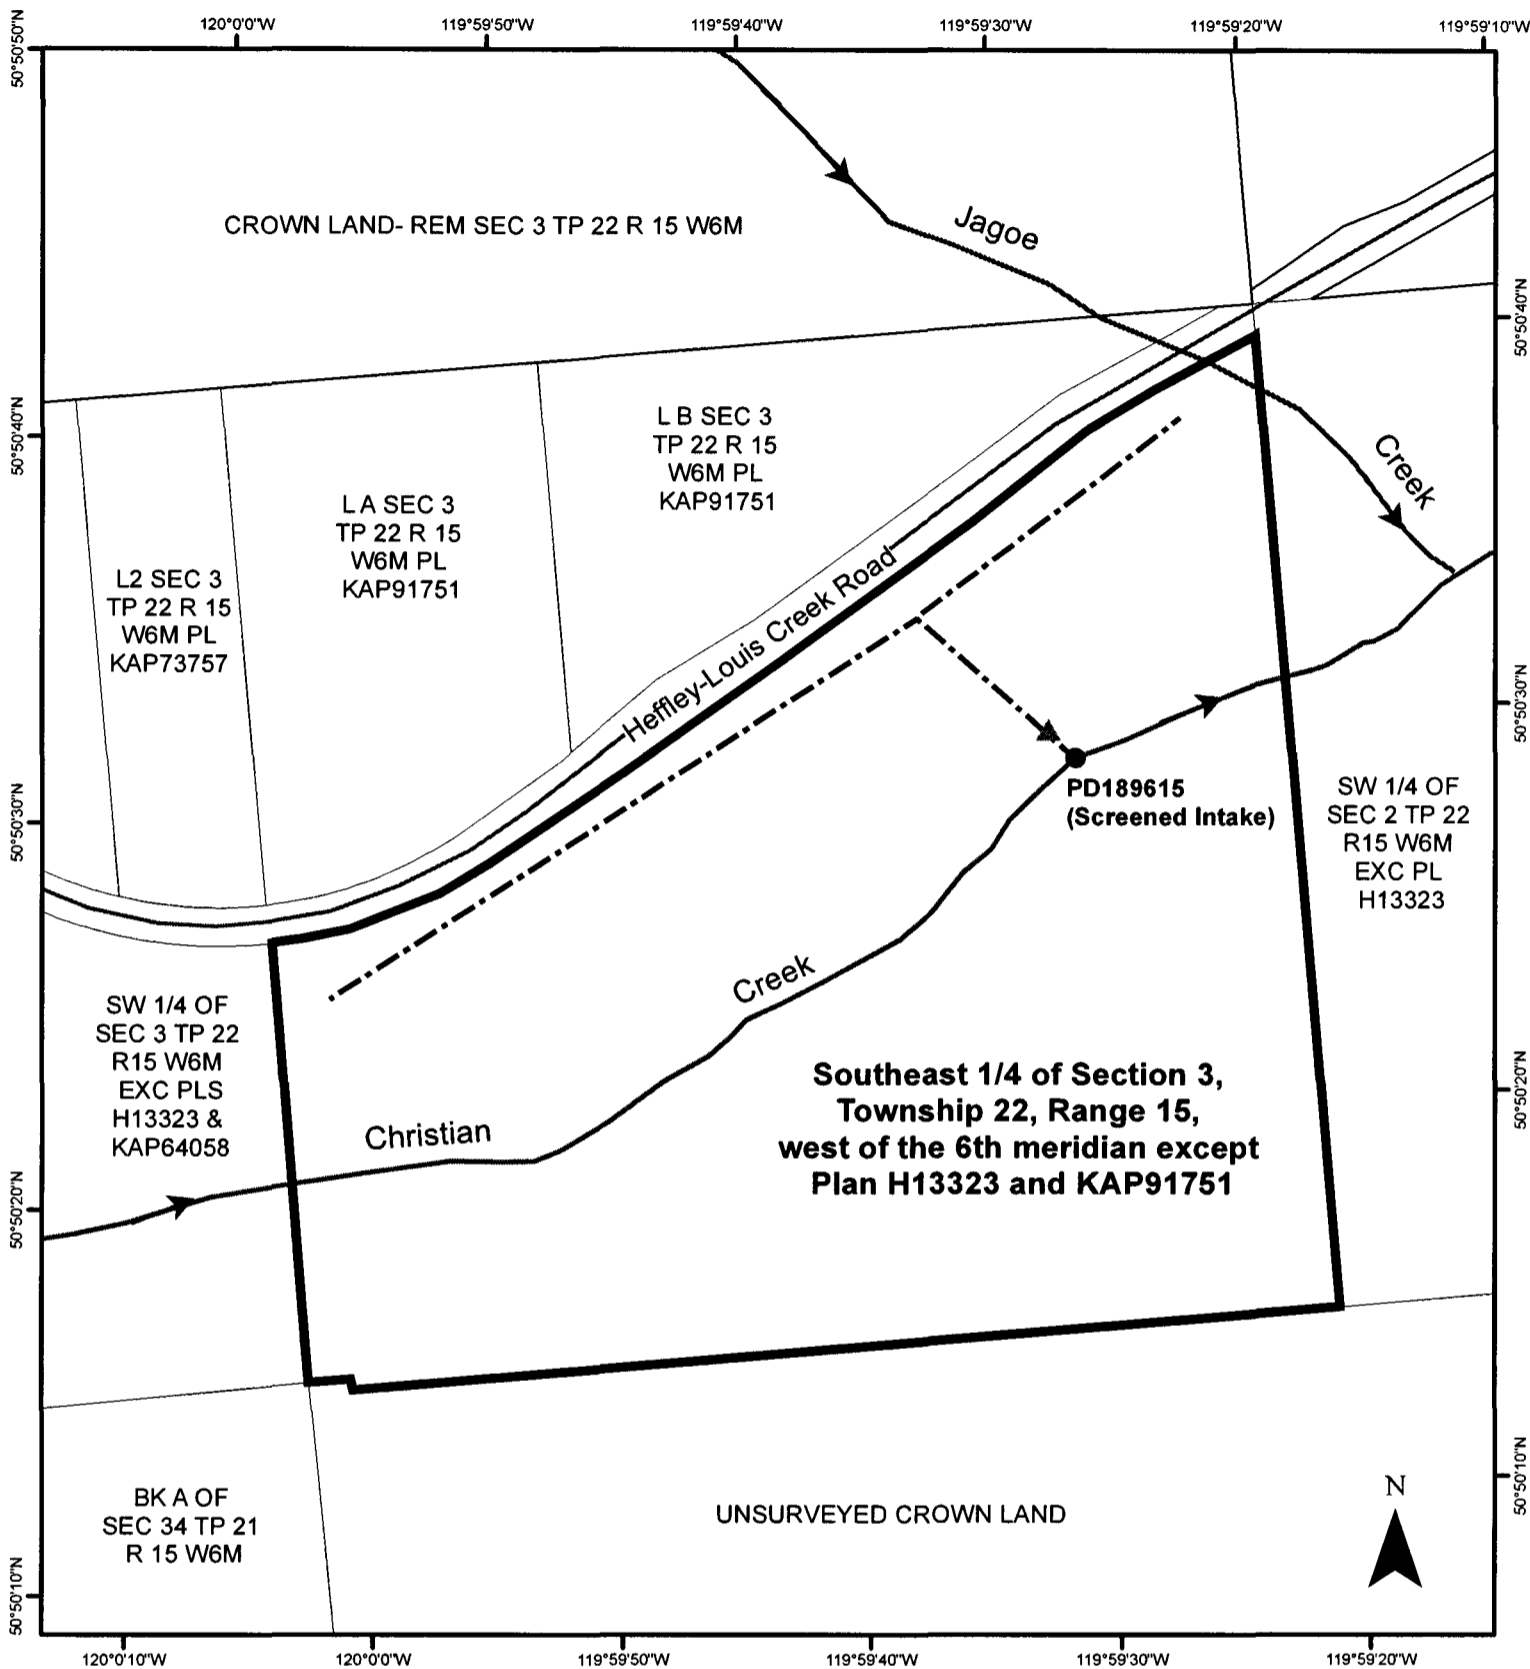 120°0'0"W
119°59'50"W
119°59'40"W
119°59'30"W
119°59'20"W
119°59'10"W
50°50'50"N
CROWN LAND- REM SEC 3 TP 22 R 15 W6M
Jagoe
Creek
50°50'40"N
50°50'40"N
L B SEC 3
TP 22 R 15
W6M PL
KAP91751
L A SEC 3
TP 22 R 15
W6M PL
KAP91751
L2 SEC 3
TP 22 R 15
W6M PL
KAP73757
Heffley-Louis Creek Road
50°50'30"N
50°50'30"N
PD189615
(Screened Intake)
SW 1/4 OF
SEC 2 TP 22
R15 W6M
EXC PL
H13323
SW 1/4 OF
SEC 3 TP 22
R15 W6M
EXC PLS
H13323 &
KAP64058
Christian
Creek
Southeast 1/4 of Section 3,
Township 22, Range 15,
west of the 6th meridian except
Plan H13323 and KAP91751
50°50'20"N
50°50'20"N
BK A OF
SEC 34 TP 21
R 15 W6M
UNSURVEYED CROWN LAND
N
50°50'10"N
50°50'10"N
120°0'10"W
120°0'0"W
119°59'50"W
119°59'40"W
119°59'30"W
119°59'20"W